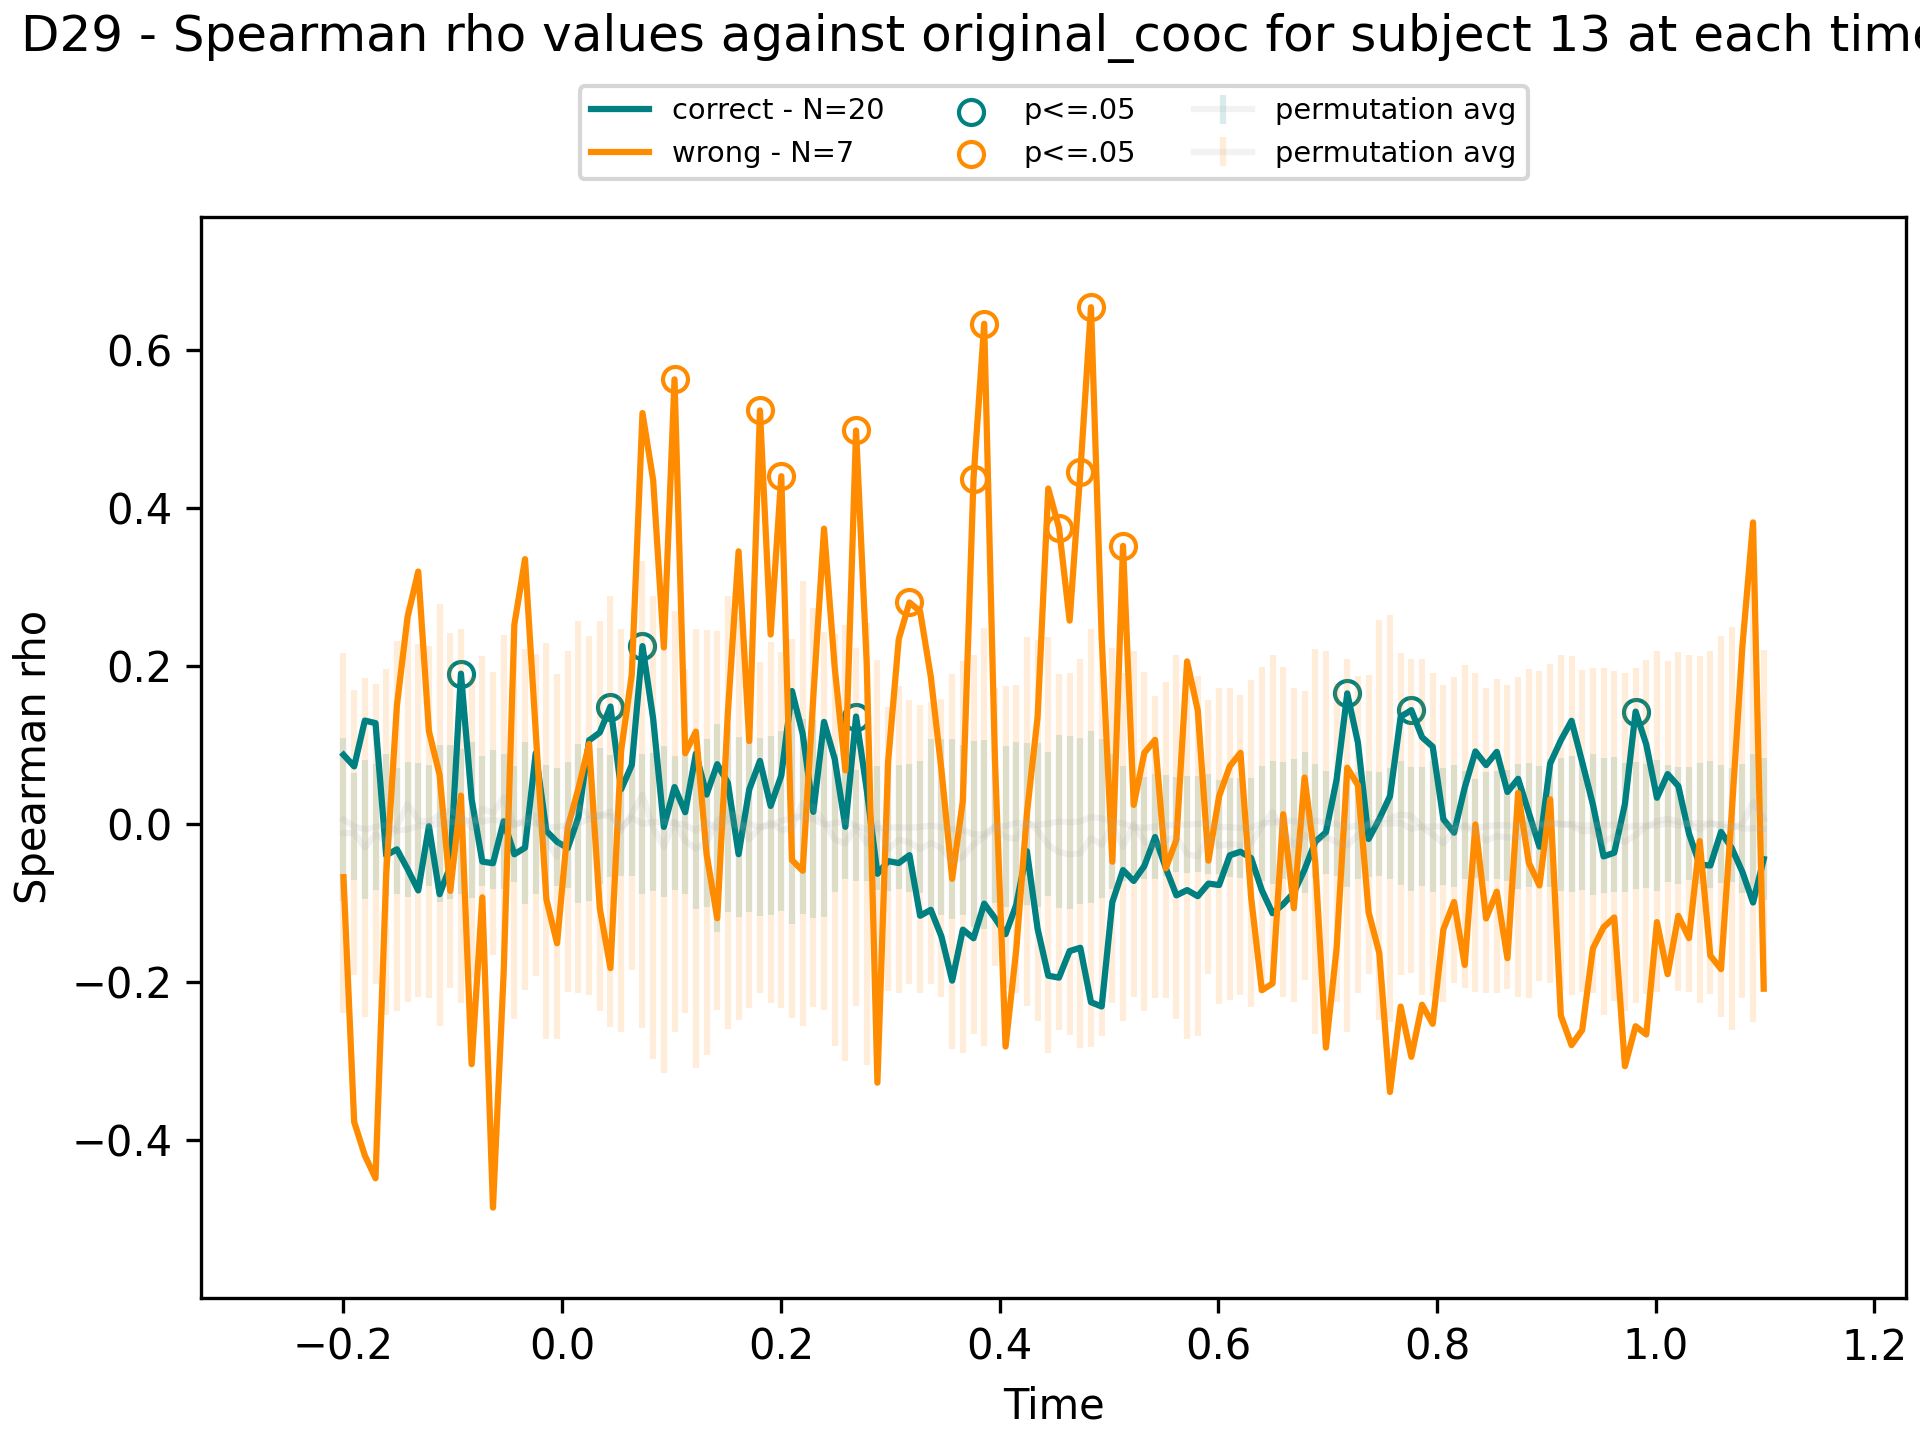 D29 - Spearman rho values against original_cooc for subject 13 at each time
correct - N=20
wrong - N=7
p<=.05
p<=.05
permutation avg
permutation avg
Spearman rho
0.6
0.4
0.2
0.0
−0.2
−0.4
−0.2 0.0 0.2 0.4 0.6 0.8 1.0 1.2
Time